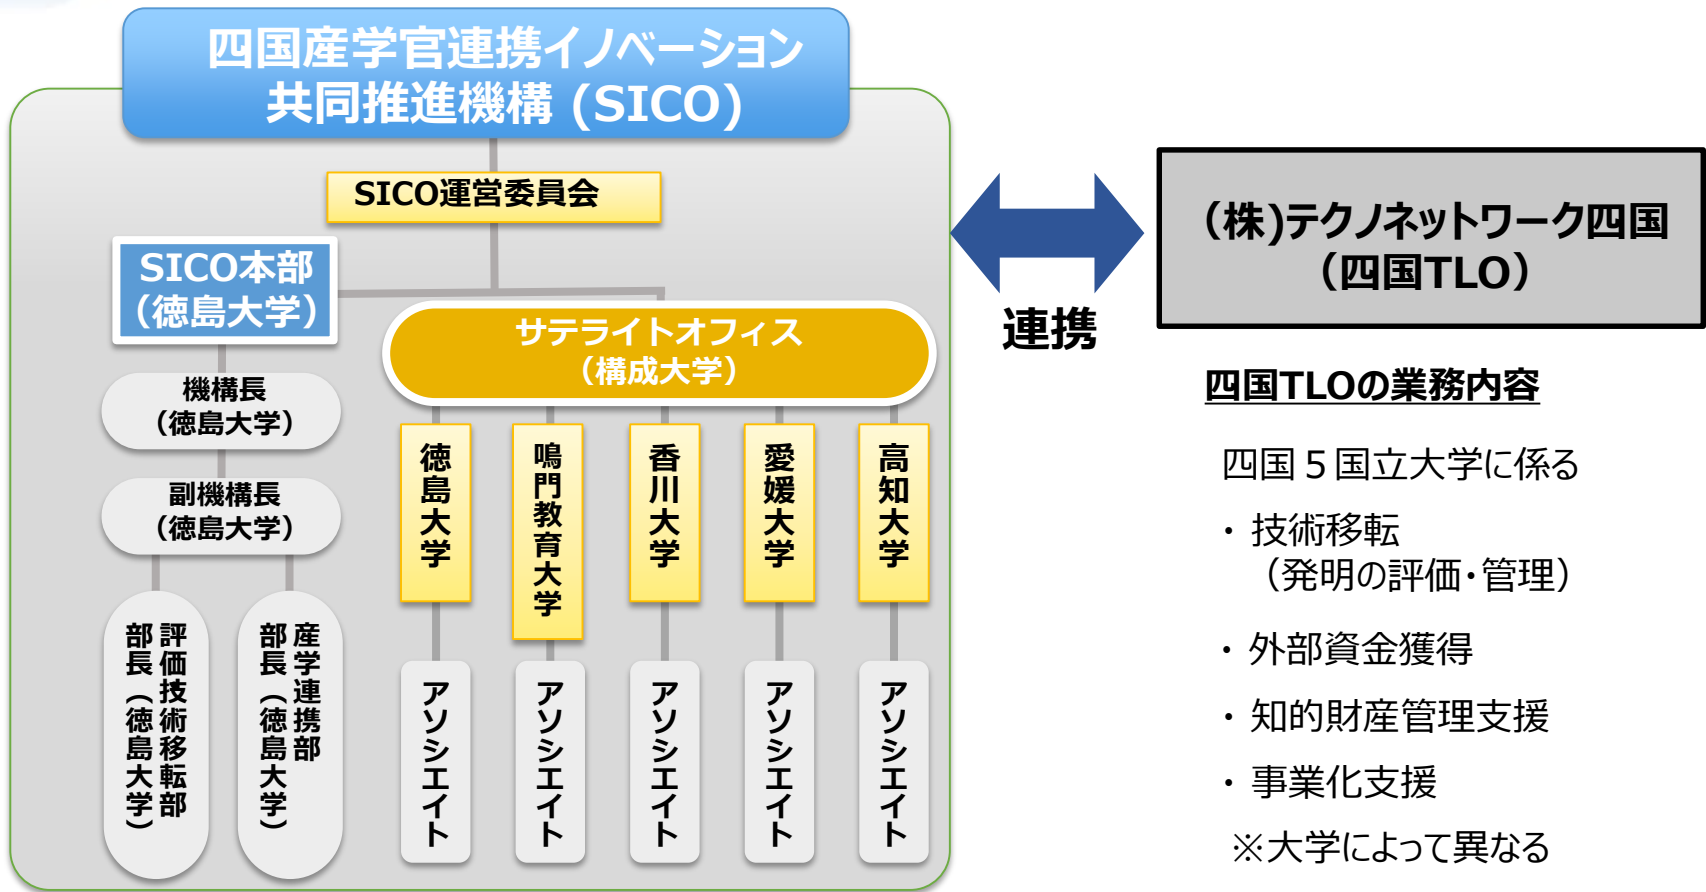 四国産学官連携イノベーション
共同推進機構 (SICO)
SICO運営委員会
SICO本部
（徳島大学）
機構長
（徳島大学）
副機構長
（徳島大学）
評価技術移転部
部長（徳島大学）
産学連携部
部長（徳島大学）
サテライトオフィス
（構成大学）
徳島大学
鳴門教育大学
香川大学
愛媛大学
高知大学
アソシエイト
アソシエイト
アソシエイト
アソシエイト
アソシエイト
連携
（株)テクノネットワーク四国
（四国TLO）
四国TLOの業務内容
四国５国立大学に係る
・ 技術移転
（発明の評価・管理）
・ 外部資金獲得
・ 知的財産管理支援
・ 事業化支援
※大学によって異なる